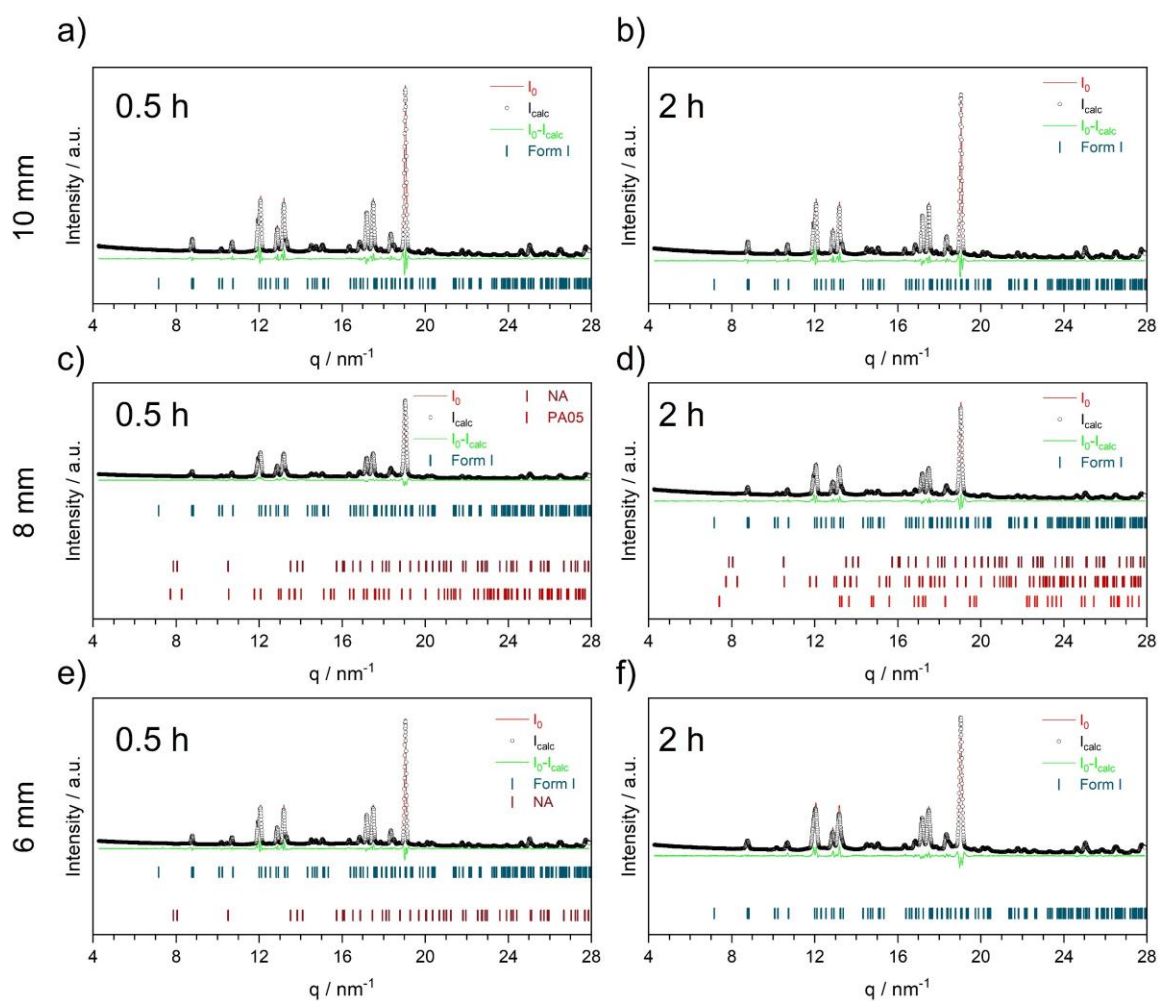 a)
10 mm
Intensity / a.u.
0.5 h
I0
Icalc
I0-Icalc
Form I
4 8 12 16 20 24 28
q / nm-1
b)
Intensity / a.u.
2 h
I0
Icalc
I0-Icalc
Form I
4 8 12 16 20 24 28
q / nm-1
c)
8 mm
Intensity / a.u.
0.5 h
I0
Icalc
I0-Icalc
Form I
NA
PA05
4 8 12 16 20 24 28
q / nm-1
d)
Intensity / a.u.
2 h
I0
Icalc
I0-Icalc
Form I
4 8 12 16 20 24 28
q / nm-1
e)
6 mm
Intensity / a.u.
0.5 h
I0
Icalc
I0-Icalc
Form I
NA
4 8 12 16 20 24 28
q / nm-1
f)
Intensity / a.u.
2 h
I0
Icalc
I0-Icalc
Form I
4 8 12 16 20 24 28
q / nm-1